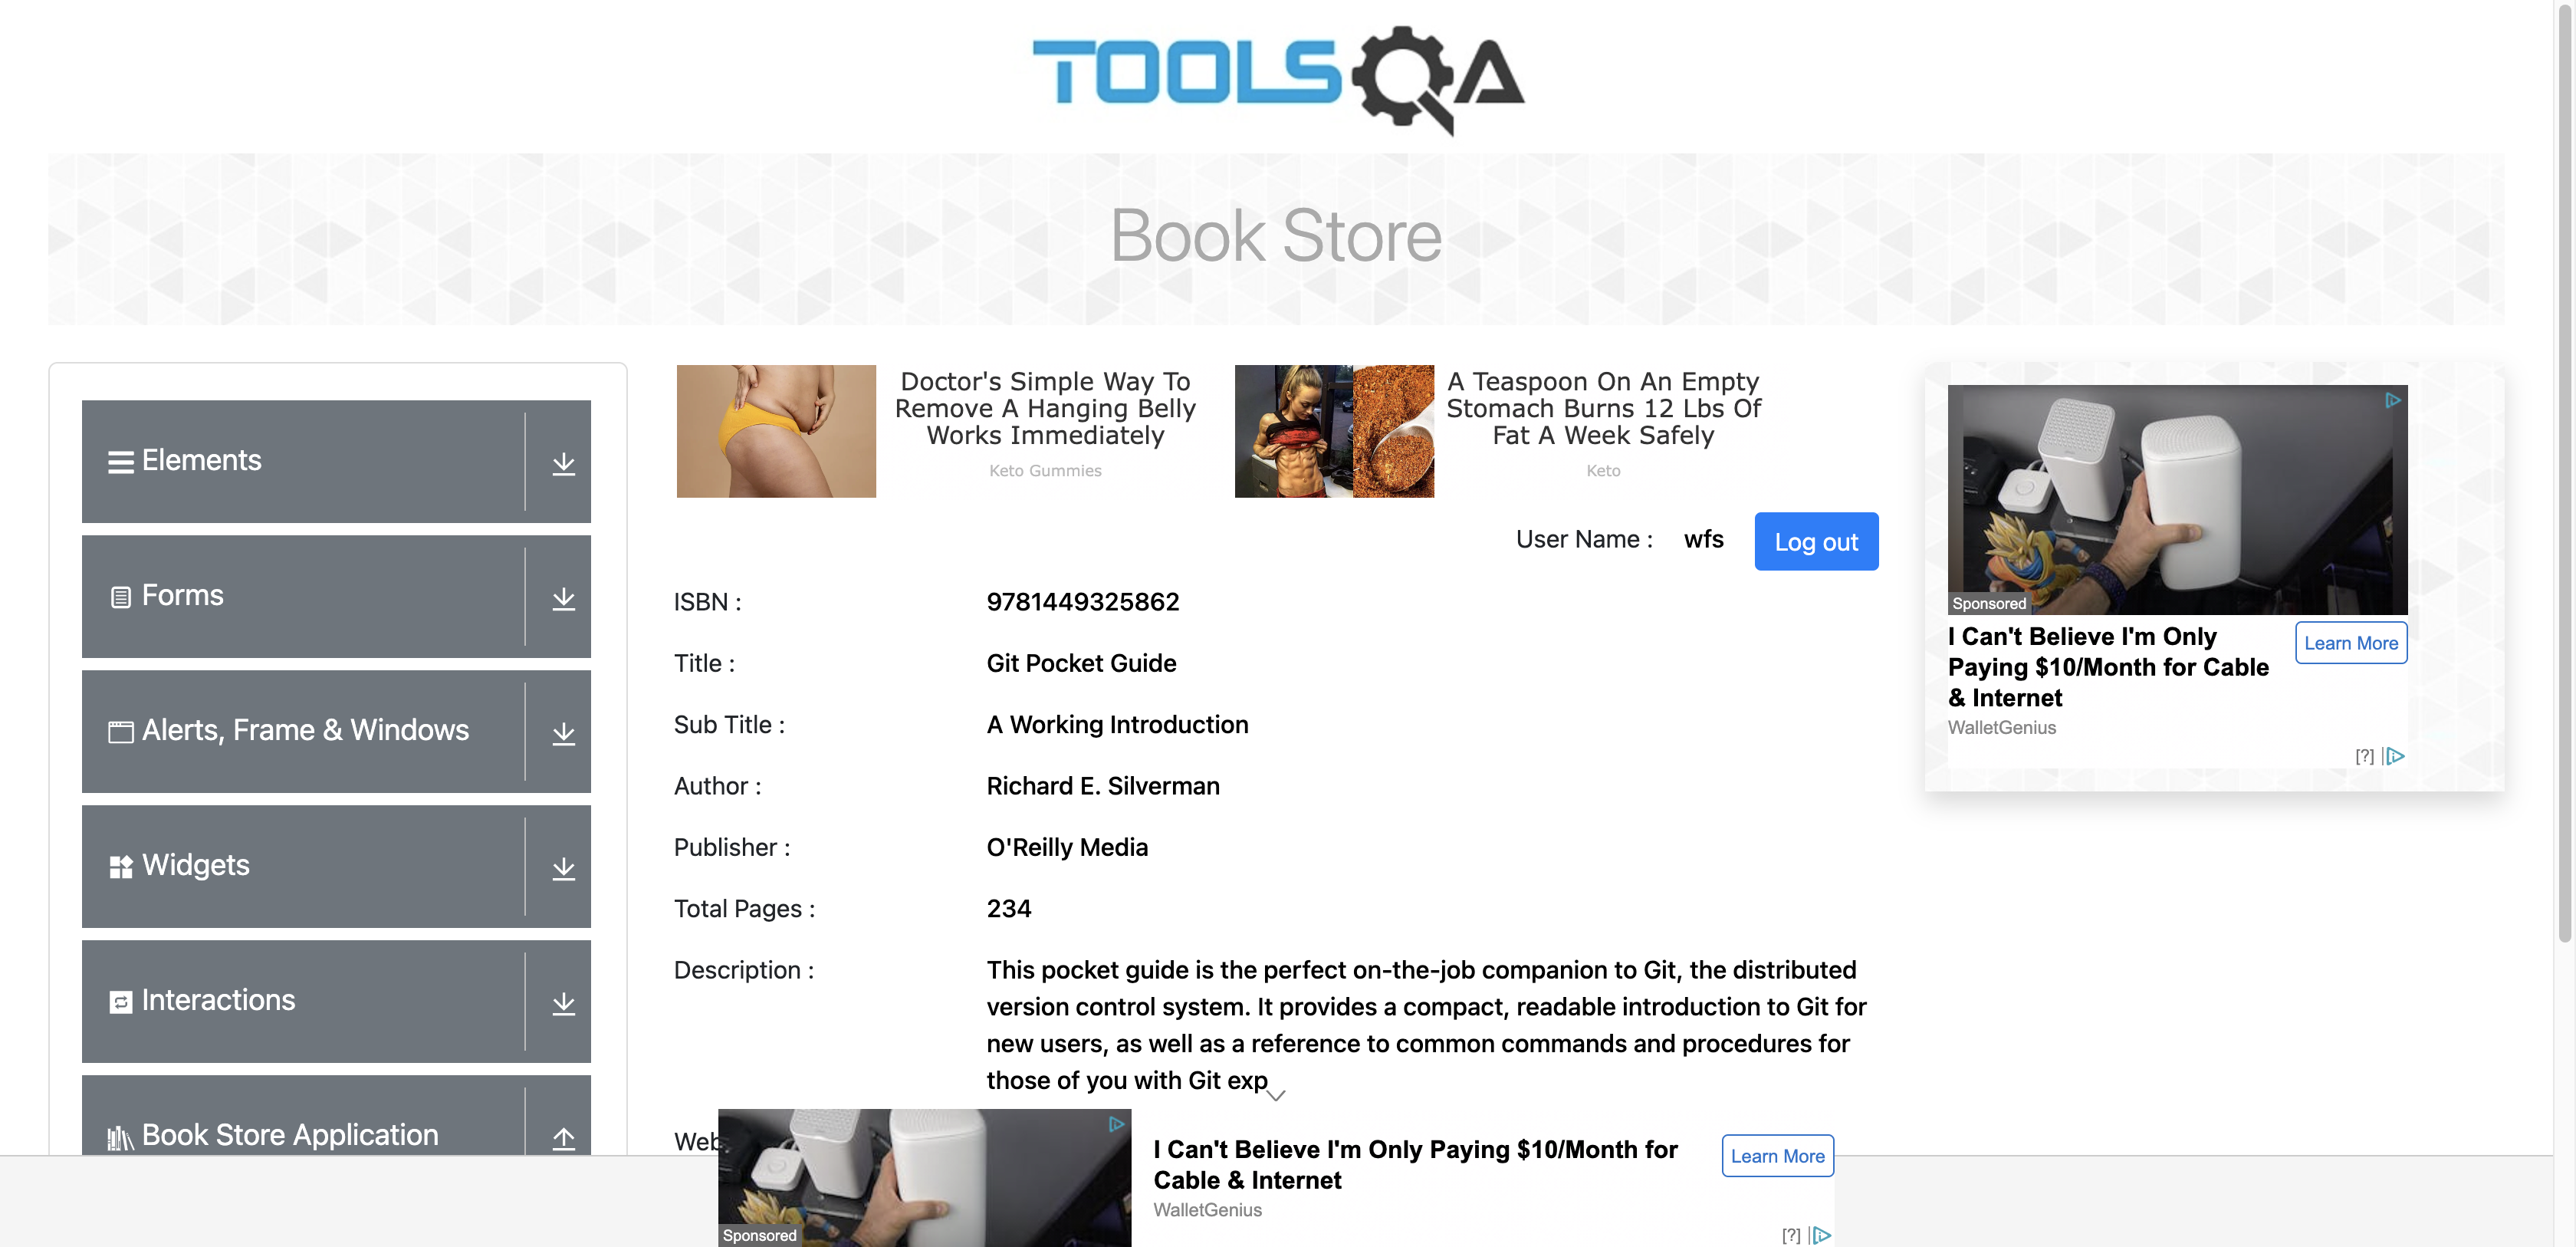 TOOLSQA
Book Store
Elements
Forms
Alerts, Frame & Windows
Widgets
Interactions
Book Store Application
Doctor's Simple Way To
Remove A Hanging Belly
Works Immediately
Keto Gummies
A Teaspoon On An Empty
Stomach Burns 12 Lbs Of
Fat A Week Safely
Keto
User Name : wfs Log out
ISBN : 9781449325862
Title : Git Pocket Guide
Sub Title : A Working Introduction
Author : Richard E. Silverman
Publisher : O'Reilly Media
Total Pages : 234
Description : This pocket guide is the perfect on-the-job companion to Git, the distributed
version control system. It provides a compact, readable introduction to Git for
new users, as well as a reference to common commands and procedures for
those of you with Git exp
Web
Sponsored
I Can't Believe I'm Only
Paying $10/Month for Cable
& Internet
Learn More
WalletGenius
[?]
I Can't Believe I'm Only Paying $10/Month for
Cable & Internet
Learn More
WalletGenius
Sponsored
[?]